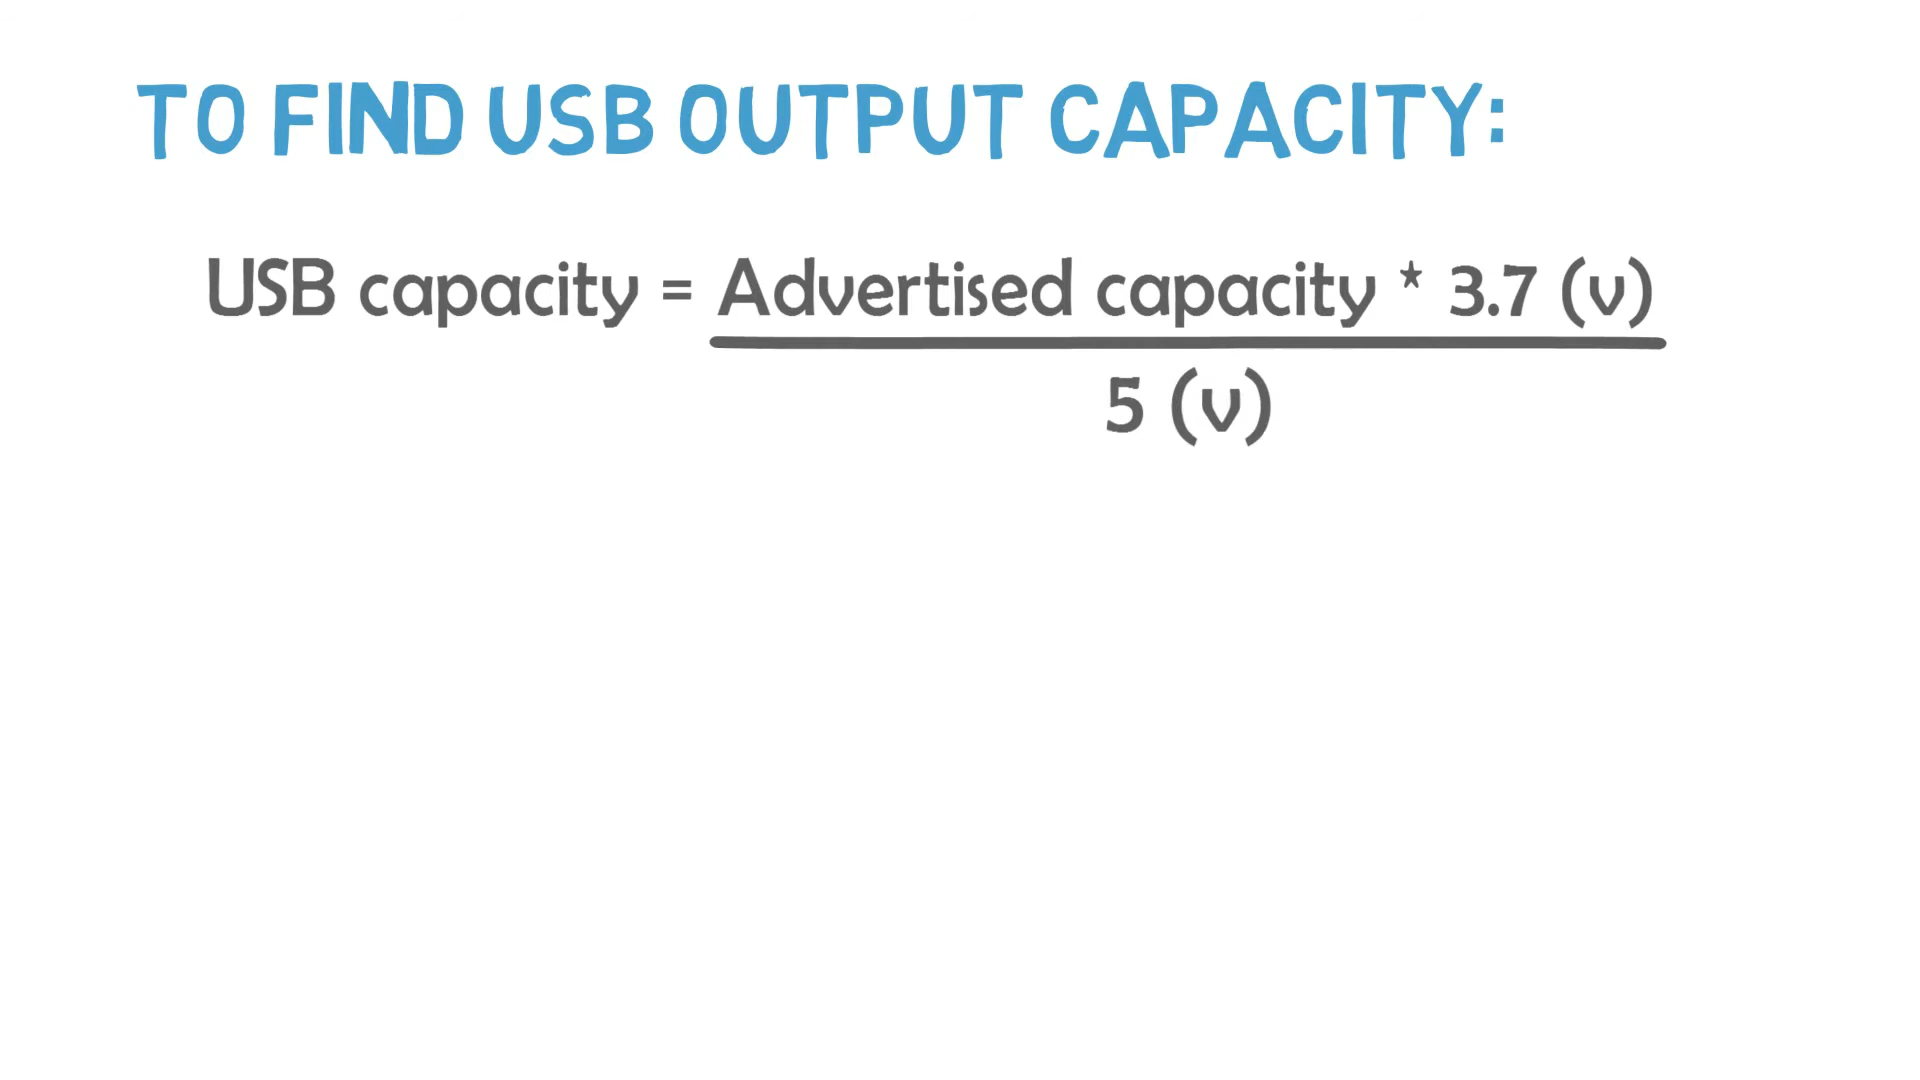 TO FIND USB OUTPUT CAPACITY:
USB capacity = Advertised capacity * 3.7 (v)
5 (v)